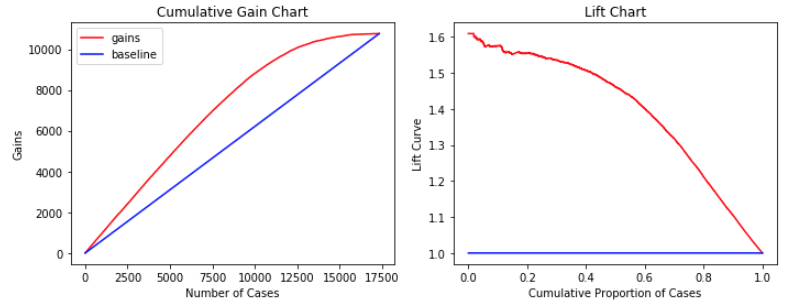 Cumulative Gain Chart
gains
baseline
10000
8000
6000
4000
2000
0
Gains
0 2500 5000 7500 10000 12500 15000 17500
Number of Cases
Lift Chart
1.6
1.5
1.4
1.3
1.2
1.1
1.0
Lift Curve
0.0 0.2 0.4 0.6 0.8 1.0
Cumulative Proportion of Cases